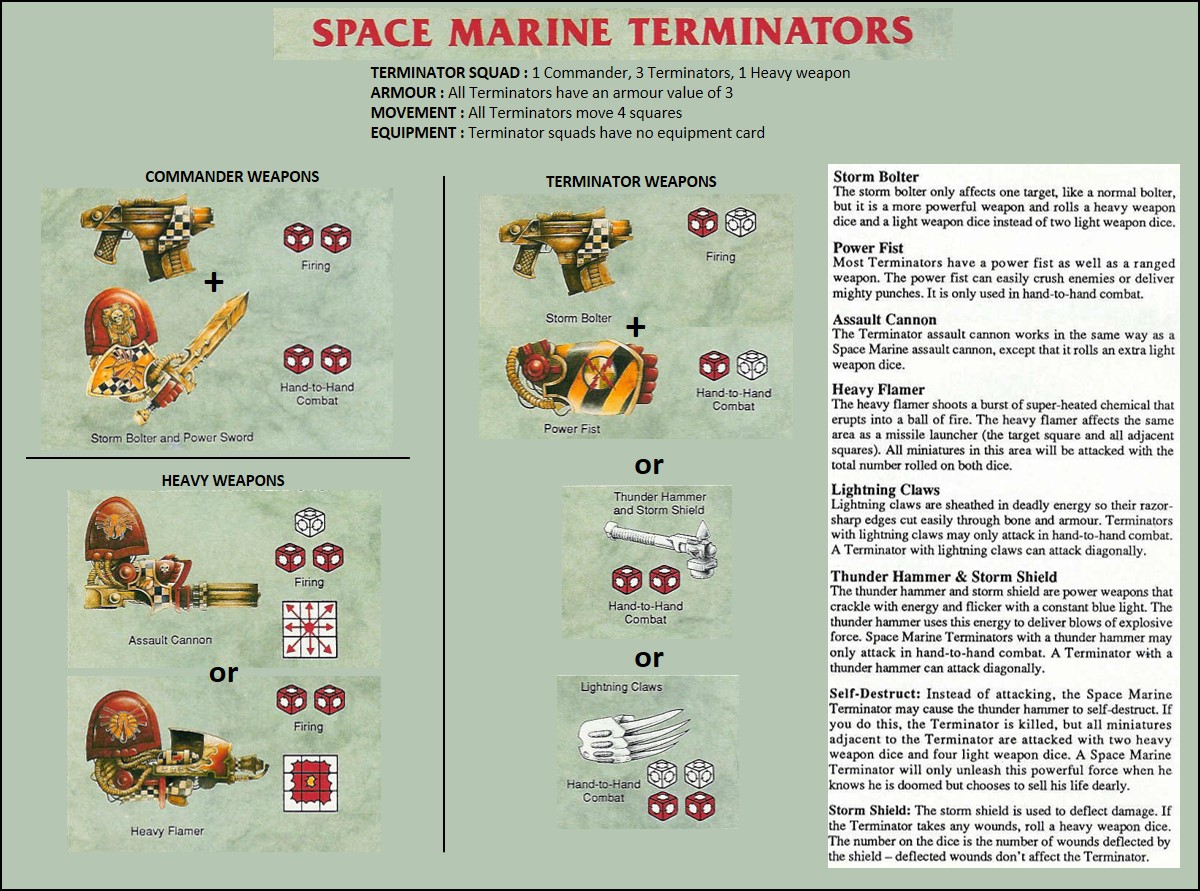 SPACE MARINE TERMINATORS
TERMINATOR SQUAD : 1 Commander, 3 Terminators, 1 Heavy weapon
ARMOUR : All Terminators have an armour value of 3
MOVEMENT : All Terminators move 4 squares
EQUIPMENT : Terminator squads have no equipment card
COMMANDER WEAPONS
Firing
+
Hand-to-Hand
Combat
Storm Bolter and Power Sword
HEAVY WEAPONS
Firing
Assault Cannon
or
Firing
Heavy Flamer
TERMINATOR WEAPONS
Firing
Storm Bolter
+
Hand-to-Hand
Combat
Power Fist
or
Thunder Hammer
and Storm Shield
Hand-to-Hand
Combat
or
Lightning Claws
Hand-to-Hand
Combat
Storm Bolter
The storm bolter only affects one target, like a normal bolter,
but it is a more powerful weapon and rolls a heavy weapon
dice and a light weapon dice instead of two light weapon dice.
Power Fist
Most Terminators have a power fist as well as a ranged
weapon. The power fist can easily crush enemies or deliver
mighty punches. It is only used in hand-to-hand combat.
Assault Cannon
The Terminator assault cannon works in the same way as a
Space Marine assault cannon, except that it rolls an extra light
weapon dice.
Heavy Flamer
The heavy flamer shoots a burst of super-heated chemical that
erupts into a ball of fire. The heavy flamer affects the same
area as a missile launcher (the target square and all adjacent
squares). All miniatures in this area will be attacked with the
total number rolled on both dice.
Lightning Claws
Lightning claws are sheathed in deadly energy so their razor-
sharp edges cut easily through bone and armour. Terminators
with lightning claws may only attack in hand-to-hand combat.
A Terminator with lightning claws can attack diagonally.
Thunder Hammer & Storm Shield
The thunder hammer and storm shield are power weapons that
crackle with energy and flicker with a constant blue light. The
thunder hammer uses this energy to deliver blows of explosive
force. Space Marine Terminators with a thunder hammer may
only attack in hand-to-hand combat. A Terminator with a
thunder hammer can attack diagonally.
Self-Destruct: Instead of attacking, the Space Marine
Terminator may cause the thunder hammer to self-destruct. If
you do this, the Terminator is killed, but all miniatures
adjacent to the Terminator are attacked with two heavy
weapon dice and four light weapon dice. A Space Marine
Terminator will only unleash this powerful force when he
knows he is doomed but chooses to sell his life dearly.
Storm Shield: The storm shield is used to deflect damage. If
the Terminator takes any wounds, roll a heavy weapon dice.
The number on the dice is the number of wounds deflected by
the shield – deflected wounds don't affect the Terminator.